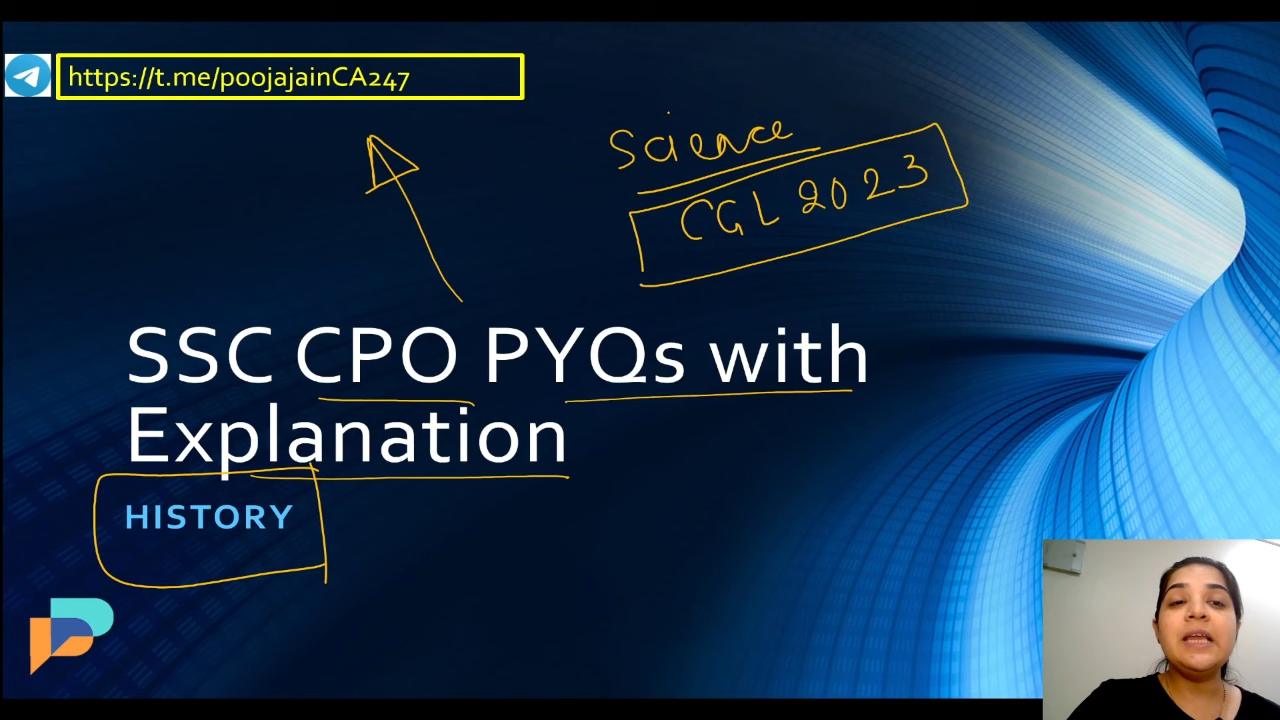 https://t.me/poojajainCA247
Science
CGL 2023
SSC CPO PYQs with
Explanation
HISTORY